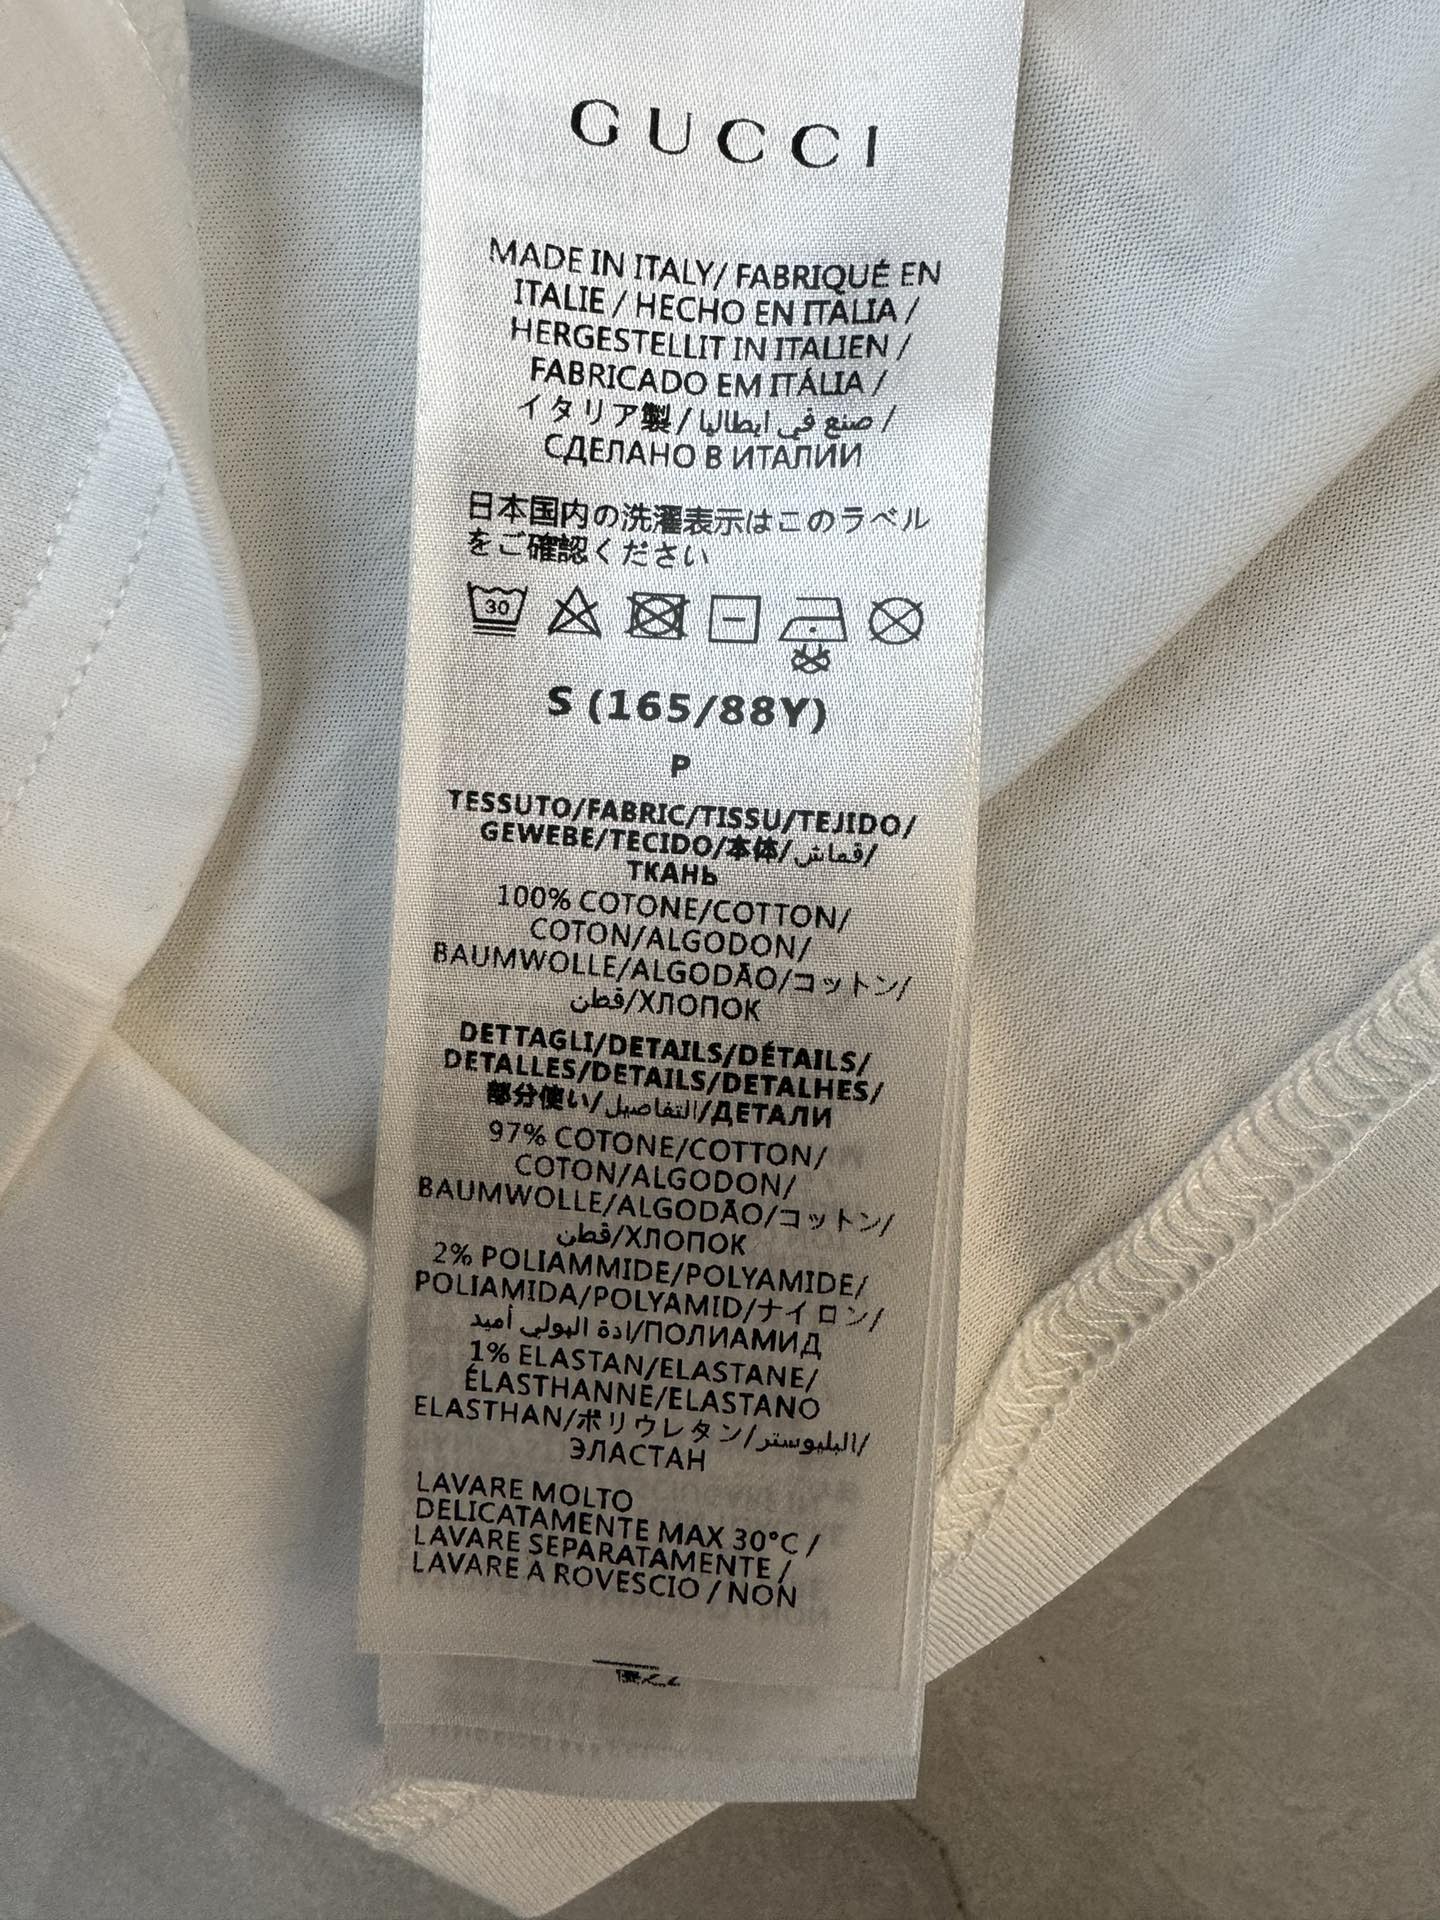 GUCCI
MADE IN ITALY/ FABRIQUÉ EN
ITALIE / HECHO EN ITALIA /
HERGESTELLIT IN ITALIEN /
FABRICADO EM ITÁLIA /
イタリア製 / صنع في ايطاليا /
СДЕЛАНО В ИТАЛИИ
日本国内の洗濯表示はこのラベル
をご確認ください
30
S (165/88Y)
P
TESSUTO/FABRIC/TISSU/TEJIDO/
GEWEBE/TECIDO/本体/قماش/
ТКАНЬ
100% COTONE/COTTON/
COTON/ALGODON/
BAUMWOLLE/ALGODÃO/コットン/
قطن/ХЛОПОК
DETTAGLI/DETAILS/DÉTAILS/
DETALLES/DETAILS/DETALHES/
部分使い/التفاصيل/ДЕТАЛИ
97% COTONE/COTTON/
COTON/ALGODON/
BAUMWOLLE/ALGODÃO/コットン/
قطن/ХЛОПОК
2% POLIAMMIDE/POLYAMIDE/
POLIAMIDA/POLYAMID/ナイロン/
ادة البولي أميد/ПОЛИАМИД
1% ELASTAN/ELASTANE/
ÉLASTHANNE/ELASTANO
ELASTHAN/ポリウレタン/البليوستر/
ЭЛАСТАН
LAVARE MOLTO
DELICATAMENTE MAX 30°C /
LAVARE SEPARATAMENTE /
LAVARE A ROVESCIO / NON